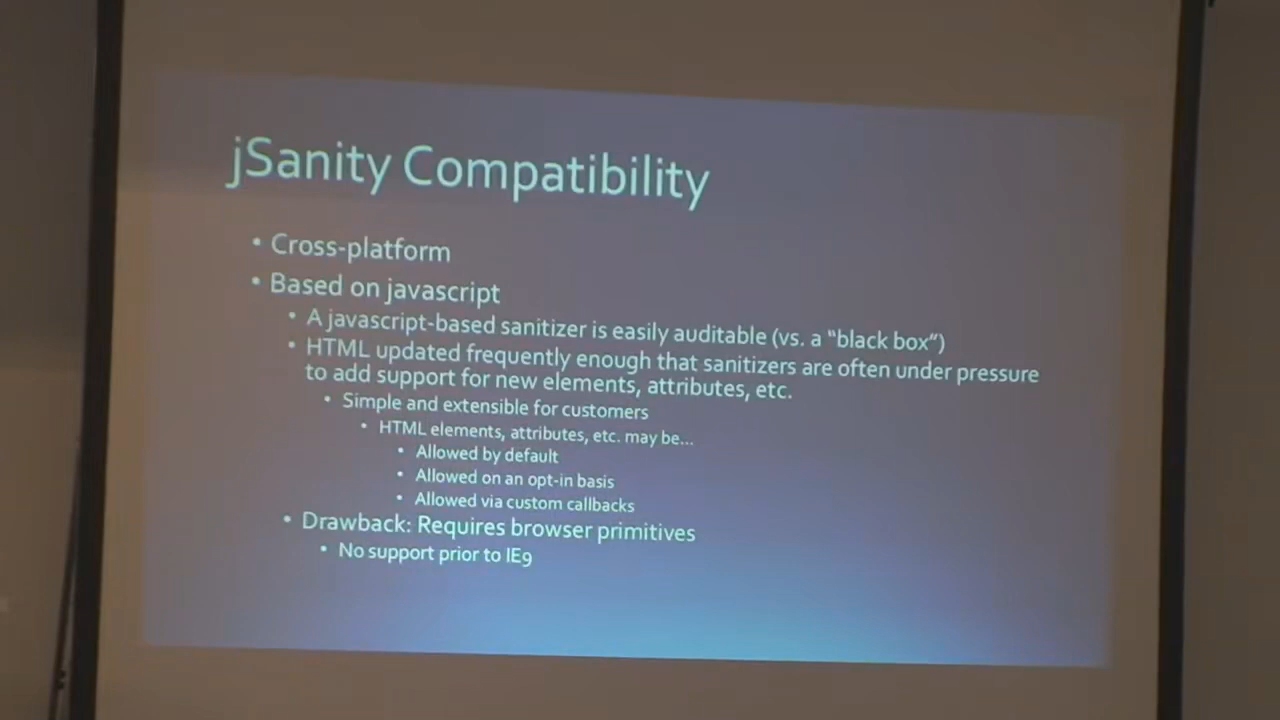 jSanity Compatibility
• Cross-platform
• Based on javascript
• A javascript-based sanitizer is easily auditable (vs. a “black box”)
• HTML updated frequently enough that sanitizers are often under pressure
to add support for new elements, attributes, etc.
• Simple and extensible for customers
• HTML elements, attributes, etc. may be...
• Allowed by default
• Allowed on an opt-in basis
• Allowed via custom callbacks
• Drawback: Requires browser primitives
• No support prior to IE9